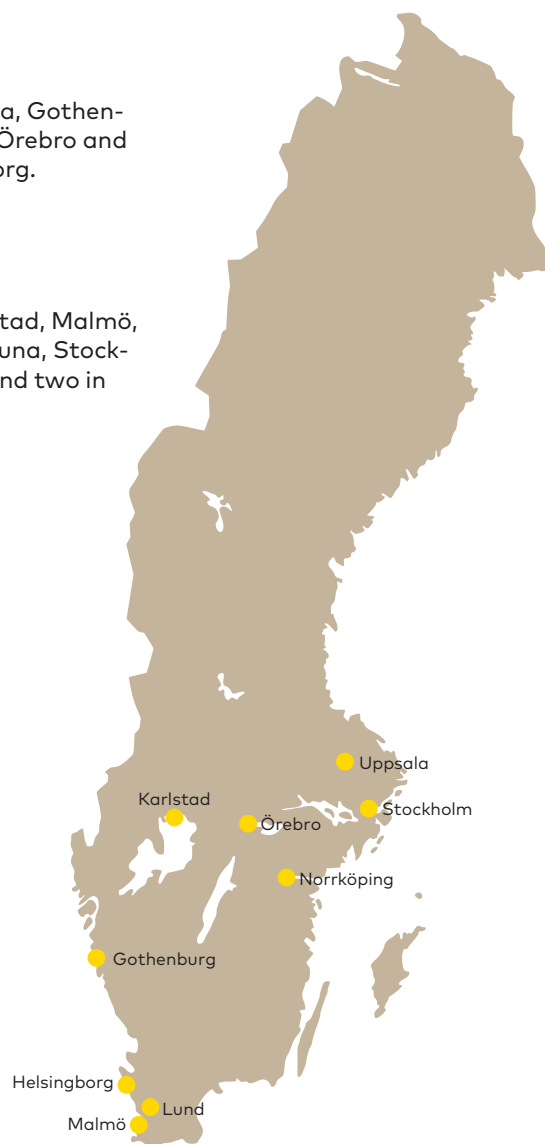 a, Gothen-
Örebro and
org.
tad, Malmö,
una, Stock-
nd two in
Uppsala
Karlstad
Stockholm
Örebro
Norrköping
Gothenburg
Helsingborg
Lund
Malmö